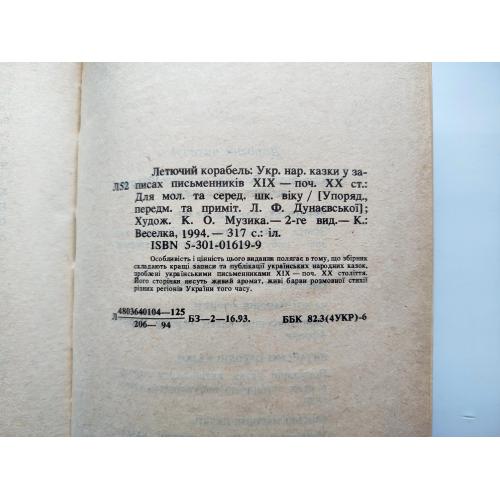 Летючий корабель: Укр. нар. казки у за-
Л52 писах письменників XIX — поч. XX ст.:
Для мол. та серед. шк. віку / [Упоряд.,
передм. та приміт. Л. Ф. Дунаєвської];
Худож. К. О. Музика.— 2-ге вид.— К.:
Веселка, 1994.— 317 с.: іл.
ISBN 5-301-01619-9
Особливість і цінність цього видання полягає в тому, що збірник
складають кращі записи та публікації українських народних казок,
зроблені українськими письменниками XIX — поч. XX століття.
Його сторінки несуть живий аромат, живі барви розмовної стихії
різних регіонів України того часу.
Л 4803640104—125
206—94
БЗ—2—16.93.
ББК 82.3(4УКР)-6